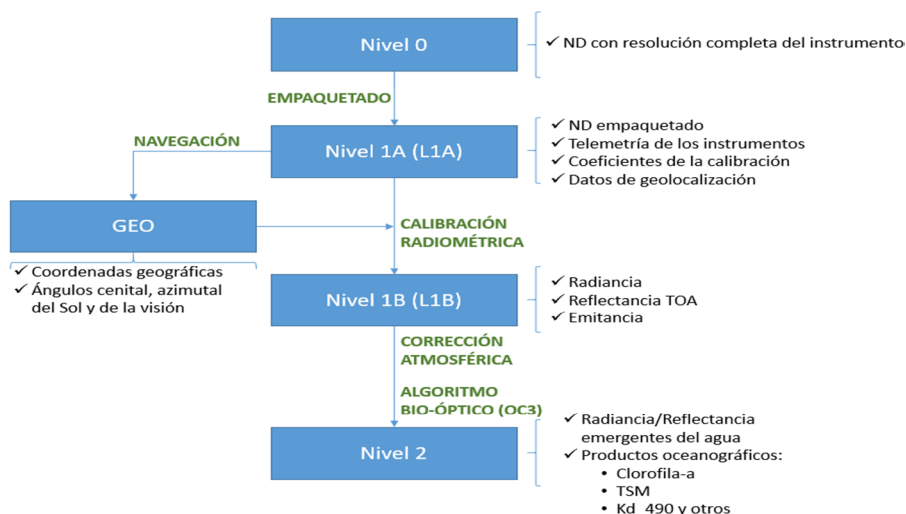 Nivel 0
✓ ND con resolución completa del instrumento
EMPAQUETADO
NAVEGACIÓN
Nivel 1A (L1A)
✓ ND empaquetado
✓ Telemetría de los instrumentos
✓ Coeficientes de la calibración
✓ Datos de geolocalización
GEO
CALIBRACIÓN
RADIOMÉTRICA
✓ Coordenadas geográficas
✓ Ángulos cenital, azimutal
del Sol y de la visión
Nivel 1B (L1B)
✓ Radiancia
✓ Reflectancia TOA
✓ Emitancia
CORRECCIÓN
ATMOSFÉRICA
ALGORITMO
BIO-ÓPTICO (OC3)
Nivel 2
✓ Radiancia/Reflectancia
emergentes del agua
✓ Productos oceanográficos:
• Clorofila-a
• TSM
• Kd_490 y otros